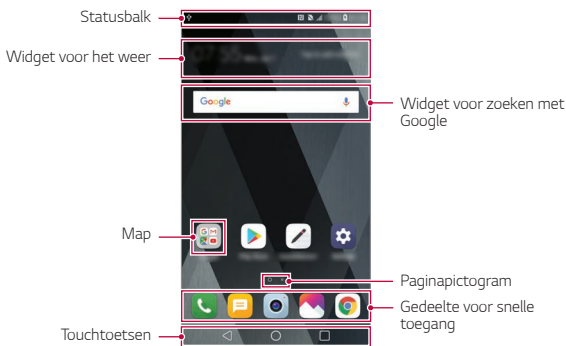 Statusbalk
Widget voor het weer
Google
Widget voor zoeken met
Google
Map
Paginapictogram
Gedeelte voor snelle
toegang
Touchtoetsen